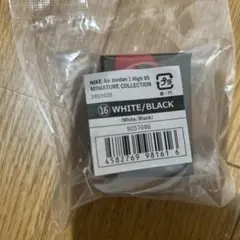 NIKE Air Jordan 1 High 85
MINIATURE COLLECTION
⑯ WHITE/BLACK
(White/Black)
4582769 98161 6